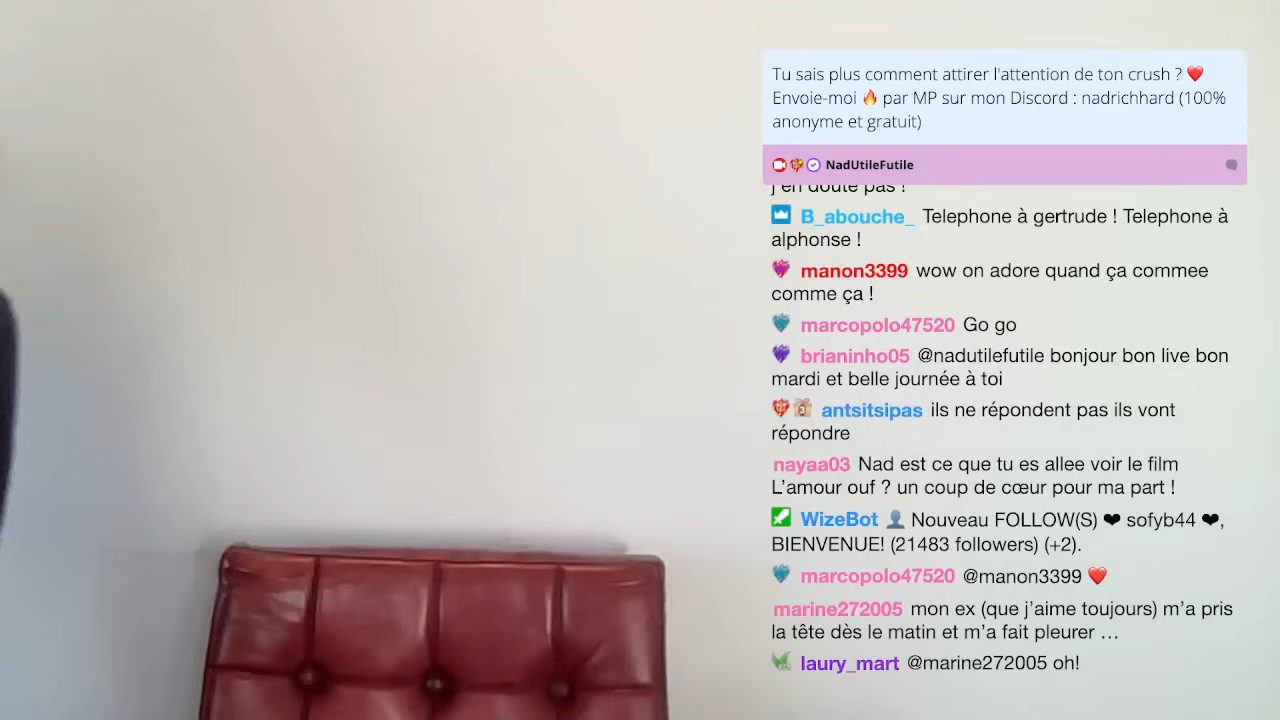 Tu sais plus comment attirer l'attention de ton crush ? ❤️
Envoie-moi 🔥 par MP sur mon Discord : nadrichhard (100%
anonyme et gratuit)
NadUtileFutile
j'en doute pas !
B_abouche_ Telephone à gertrude ! Telephone à
alphonse !
manon3399 wow on adore quand ça commee
comme ça !
marcopolo47520 Go go
brianinho05 @nadutilefutile bonjour bon live bon
mardi et belle journée à toi
antsitsipas ils ne répondent pas ils vont
répondre
nayaa03 Nad est ce que tu es allee voir le film
L’amour ouf ? un coup de cœur pour ma part !
WizeBot 👤 Nouveau FOLLOW(S) ❤ sofyb44 ❤,
BIENVENUE! (21483 followers) (+2).
marcopolo47520 @manon3399 ❤️
marine272005 mon ex (que j’aime toujours) m’a pris
la tête dès le matin et m’a fait pleurer …
laury_mart @marine272005 oh!